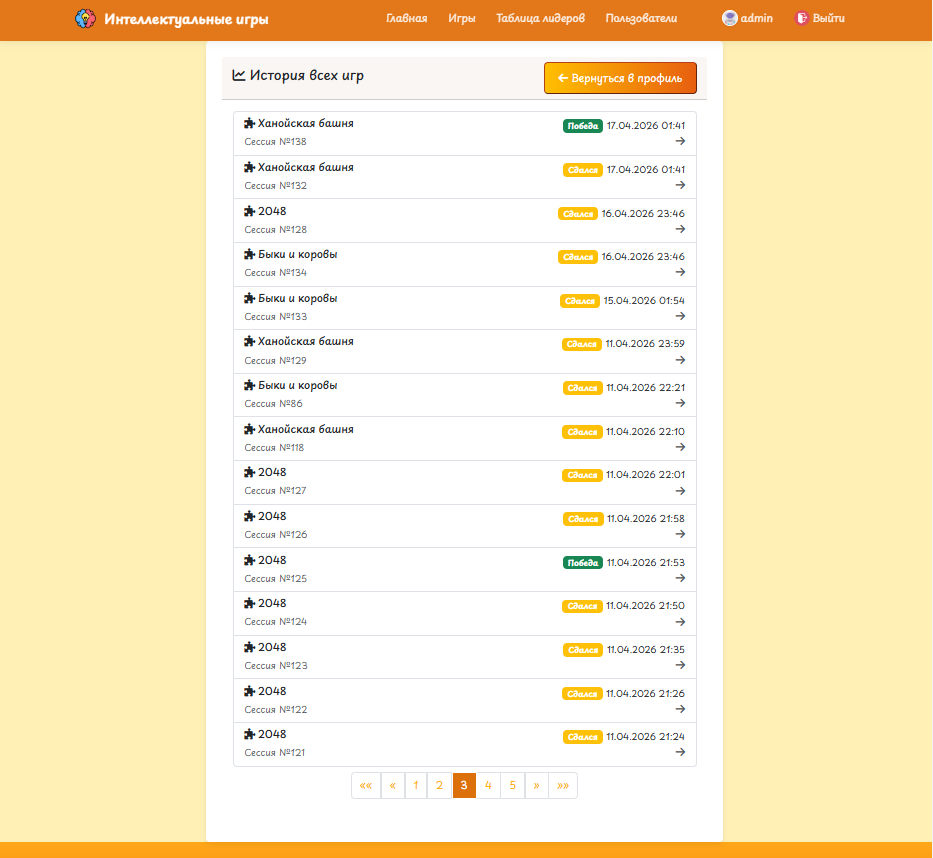 Интеллектуальные игры
Главная Игры Таблица лидеров Пользователи admin Выйти
История всех игр
Вернуться в профиль
Ханойская башня Победа 17.04.2026 01:41
Сессия №138
Ханойская башня Сдался 17.04.2026 01:41
Сессия №132
2048 Сдался 16.04.2026 23:46
Сессия №128
Быки и коровы Сдался 16.04.2026 23:46
Сессия №134
Быки и коровы Сдался 15.04.2026 01:54
Сессия №133
Ханойская башня Сдался 11.04.2026 23:59
Сессия №129
Быки и коровы Сдался 11.04.2026 22:21
Сессия №86
Ханойская башня Сдался 11.04.2026 22:10
Сессия №118
2048 Сдался 11.04.2026 22:01
Сессия №127
2048 Сдался 11.04.2026 21:58
Сессия №126
2048 Победа 11.04.2026 21:53
Сессия №125
2048 Сдался 11.04.2026 21:50
Сессия №124
2048 Сдался 11.04.2026 21:35
Сессия №123
2048 Сдался 11.04.2026 21:26
Сессия №122
2048 Сдался 11.04.2026 21:24
Сессия №121
«« « 1 2 3 4 5 » »»